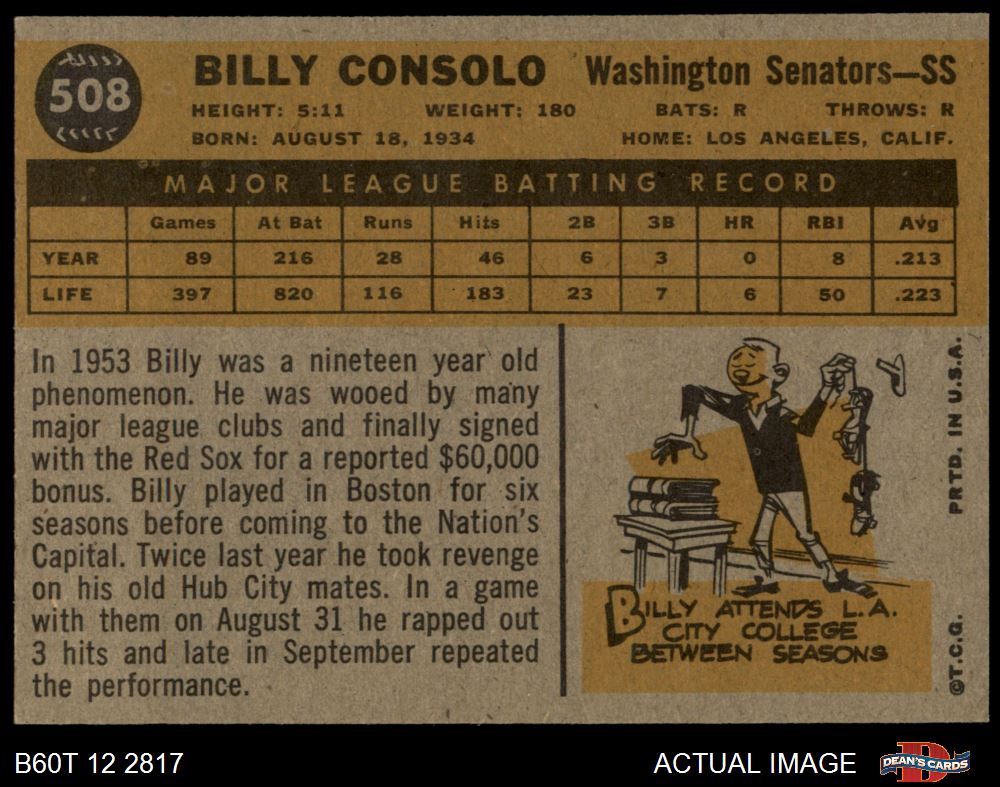 508
BILLY CONSOLO Washington Senators—SS
HEIGHT: 5:11 WEIGHT: 180 BATS: R THROWS: R
BORN: AUGUST 18, 1934 HOME: LOS ANGELES, CALIF.
MAJOR LEAGUE BATTING RECORD
Games At Bat Runs Hits 2B 3B HR RBI Avg
YEAR 89 216 28 46 6 3 0 8 .213
LIFE 397 820 116 183 23 7 6 50 .223
In 1953 Billy was a nineteen year old
phenomenon. He was wooed by many
major league clubs and finally signed
with the Red Sox for a reported $60,000
bonus. Billy played in Boston for six
seasons before coming to the Nation's
Capital. Twice last year he took revenge
on his old Hub City mates. In a game
with them on August 31 he rapped out
3 hits and late in September repeated
the performance.
BILLY ATTENDS L.A.
CITY COLLEGE
BETWEEN SEASONS
©T.C.G. PRTD. IN U.S.A.
B60T 12 2817 ACTUAL IMAGE DEAN'S CARDS